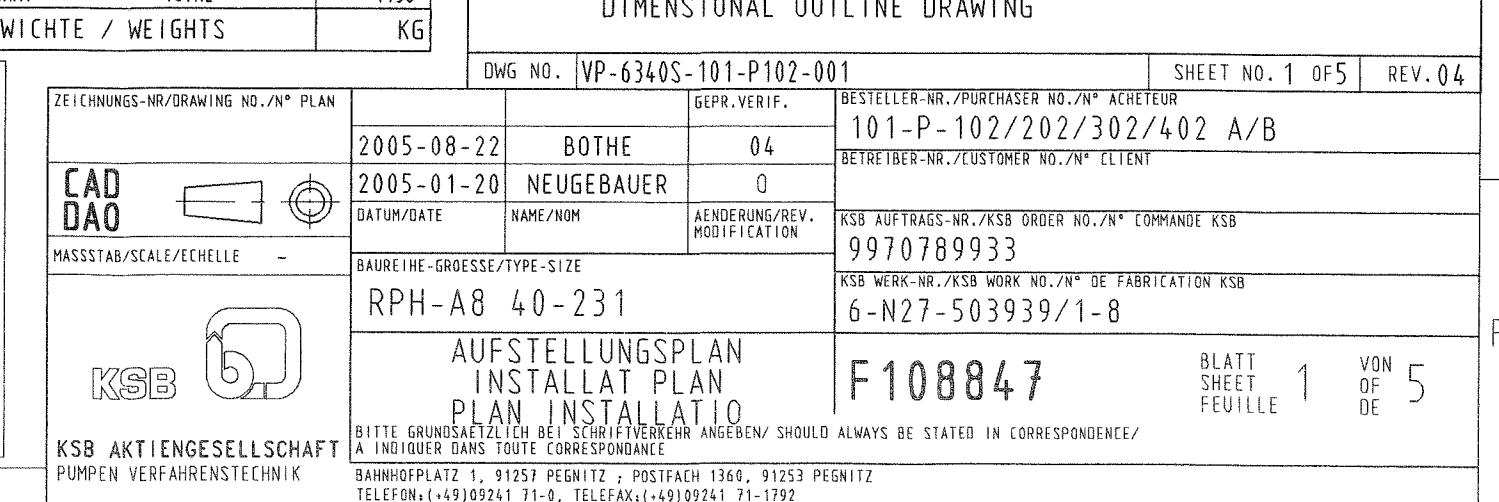 WICHTE / WEIGHTS KG
DIMENSIONAL OUTLINE DRAWING
DWG NO. VP-6340S-101-P102-001 SHEET NO. 1 OF 5 REV. 04
ZEICHNUNGS-NR/DRAWING NO./N° PLAN
GEPR.VERIF.
BESTELLER-NR./PURCHASER NO./N° ACHETEUR
101-P-102/202/302/402 A/B
2005-08-22 BOTHE 04
BETREIBER-NR./CUSTOMER NO./N° CLIENT
CAD
DAO
2005-01-20 NEUGEBAUER 0
DATUM/DATE NAME/NOM AENDERUNG/REV.
MODIFICATION
KSB AUFTRAGS-NR./KSB ORDER NO./N° COMMANDE KSB
9970789933
MASSSTAB/SCALE/ECHELLE -
BAUREIHE-GROESSE/TYPE-SIZE
RPH-A8 40-231
KSB WERK-NR./KSB WORK NO./N° DE FABRICATION KSB
6-N27-503939/1-8
KSB
AUFSTELLUNGSPLAN
INSTALLAT PLAN
PLAN INSTALLATIO
F108847
BLATT
SHEET
FEUILLE
1
VON
OF
DE
5
BITTE GRUNDSAETZLICH BEI SCHRIFTVERKEHR ANGEBEN/ SHOULD ALWAYS BE STATED IN CORRESPONDENCE/
A INDIQUER DANS TOUTE CORRESPONDANCE
KSB AKTIENGESELLSCHAFT
PUMPEN VERFAHRENSTECHNIK
BAHNHOFPLATZ 1, 91257 PEGNITZ ; POSTFACH 1360, 91253 PEGNITZ
TELEFON:(+49)09241 71-0, TELEFAX:(+49)09241 71-1792